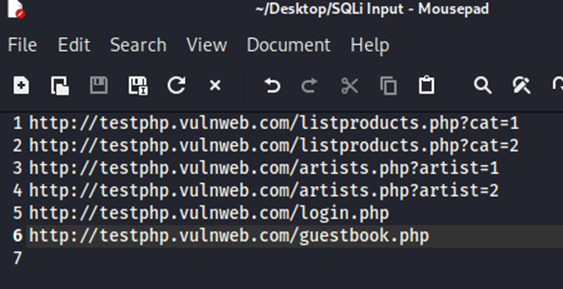 ~/Desktop/SQLi Input - Mousepad
File Edit Search View Document Help
1 http://testphp.vulnweb.com/listproducts.php?cat=1
2 http://testphp.vulnweb.com/listproducts.php?cat=2
3 http://testphp.vulnweb.com/artists.php?artist=1
4 http://testphp.vulnweb.com/artists.php?artist=2
5 http://testphp.vulnweb.com/login.php
6 http://testphp.vulnweb.com/guestbook.php
7